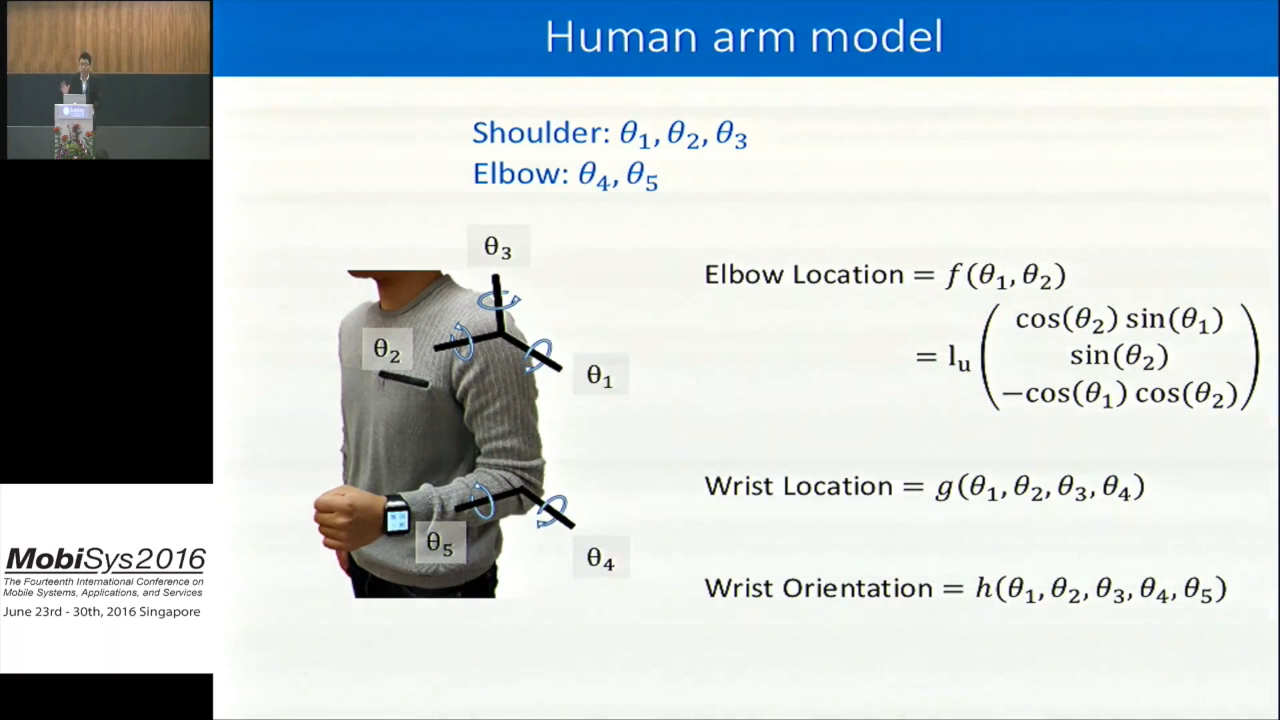 Human arm model
Shoulder: θ₁, θ₂, θ₃
Elbow: θ₄, θ₅
θ₃
θ₂
θ₁
θ₅
θ₄
Elbow Location = f(θ₁, θ₂)
= lᵤ
cos(θ₂) sin(θ₁)
sin(θ₂)
−cos(θ₁) cos(θ₂)
Wrist Location = g(θ₁, θ₂, θ₃, θ₄)
Wrist Orientation = h(θ₁, θ₂, θ₃, θ₄, θ₅)
MobiSys2016
The Fourteenth International Conference on
Mobile Systems, Applications, and Services
June 23rd - 30th, 2016 Singapore